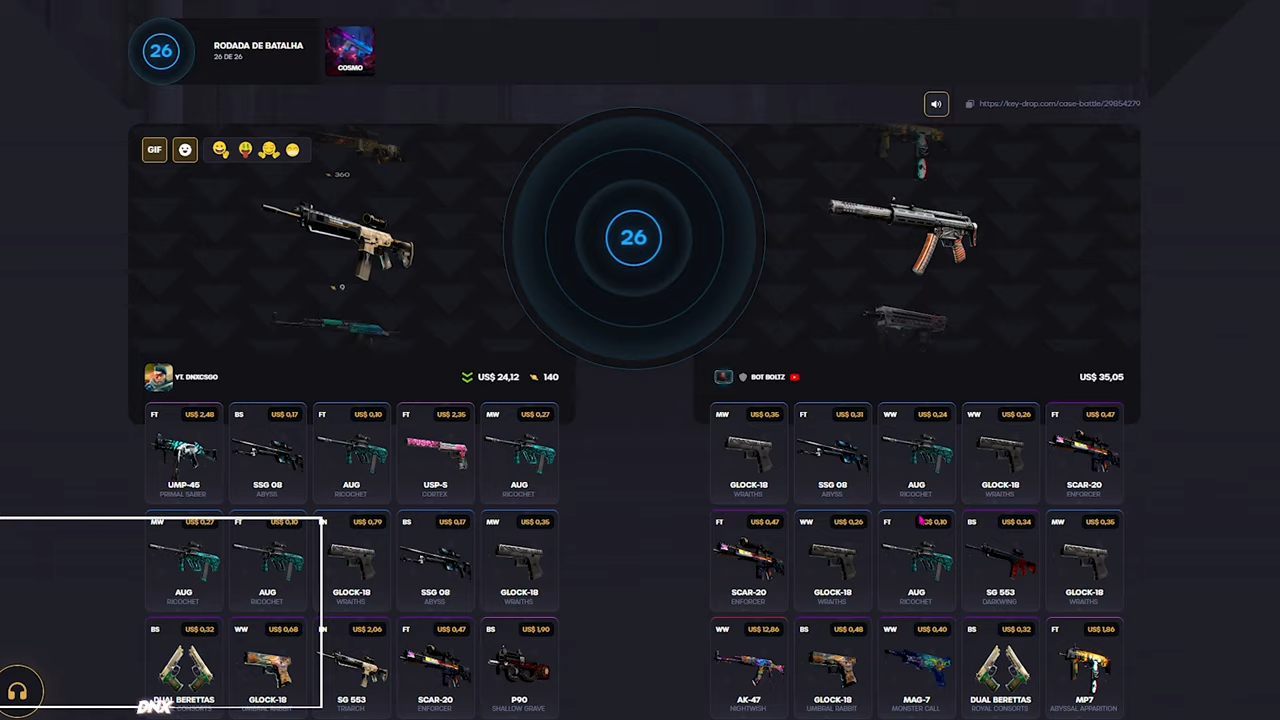 26
RODADA DE BATALHA
26 DE 26
COSMO
https://key-drop.com/case-battle/29854279
GIF
360
26
9
YT. DNXCSGO
US$ 24,12
140
BOT BOLTZ
US$ 35,05
FT US$ 2,48 BS US$ 0,17 FT US$ 0,10 FT US$ 2,35 MW US$ 0,27
MW US$ 0,35 FT US$ 0,31 WW US$ 0,24 WW US$ 0,26 FT US$ 0,47
UMP-45 SSG 08 AUG USP-S AUG
GLOCK-18 SSG 08 AUG GLOCK-18 SCAR-20
PRIMAL SABER ABYSS RICOCHET CORTEX RICOCHET
WRAITHS ABYSS RICOCHET WRAITHS ENFORCER
MW US$ 0,27 FT US$ 0,10 US$ 0,79 BS US$ 0,17 MW US$ 0,35
FT US$ 0,47 WW US$ 0,26 FT US$ 0,10 BS US$ 0,34 MW US$ 0,35
AUG AUG GLOCK-18 SSG 08 GLOCK-18
SCAR-20 GLOCK-18 AUG SG 553 GLOCK-18
RICOCHET RICOCHET WRAITHS ABYSS WRAITHS
ENFORCER WRAITHS RICOCHET DARKWING WRAITHS
BS US$ 0,32 WW US$ 0,68 US$ 2,06 FT US$ 0,47 BS US$ 1,90
WW US$ 12,86 BS US$ 0,48 WW US$ 0,40 BS US$ 0,32 FT US$ 1,86
DUAL BERETTAS GLOCK-18 SG 553 SCAR-20 P90
AK-47 GLOCK-18 MAG-7 DUAL BERETTAS MP7
CONSORTS UMBRAL RABBIT TRIARCH ENFORCER SHALLOW GRAVE
NIGHTWISH UMBRAL RABBIT MONSTER CALL ROYAL CONSORTS ABYSSAL APPARITION
DNX